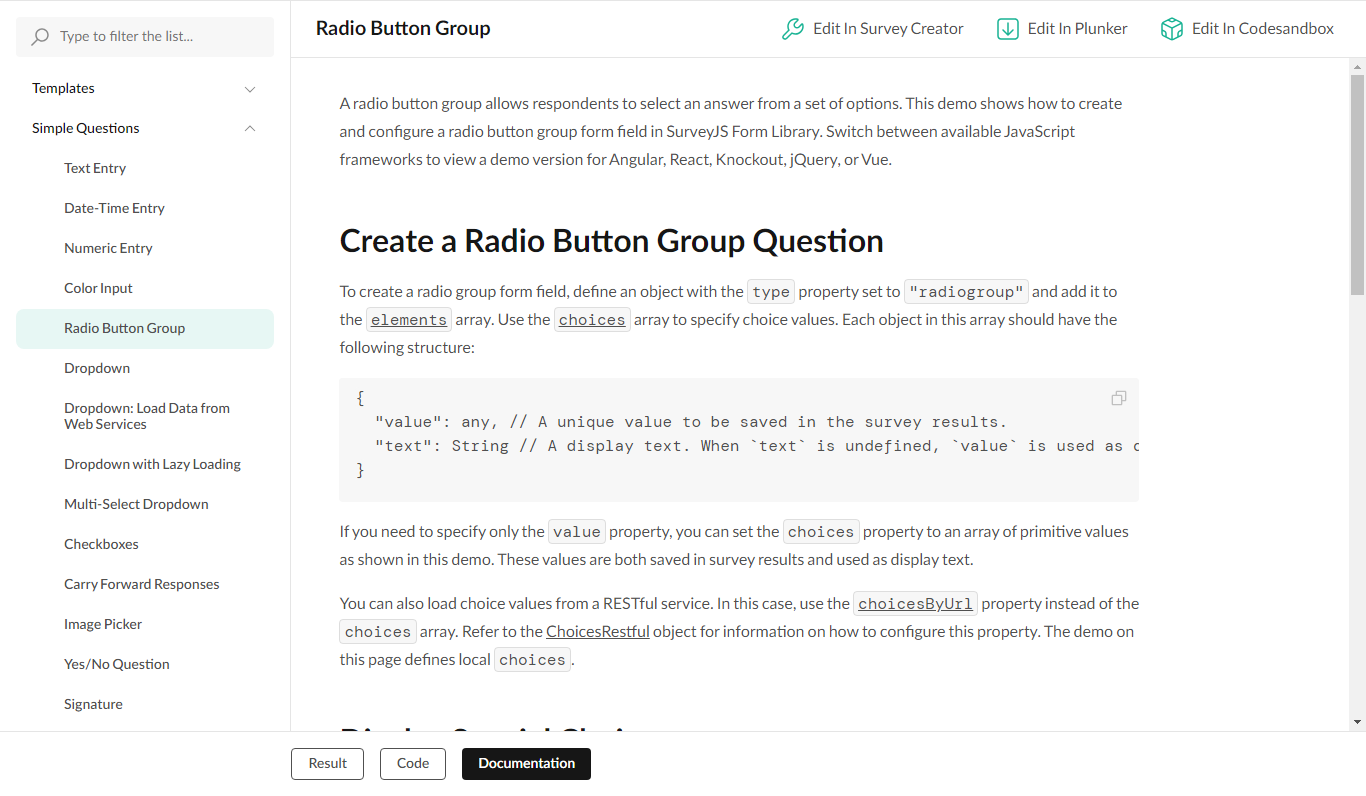 Type to filter the list...
Templates
Simple Questions
Text Entry
Date-Time Entry
Numeric Entry
Color Input
Radio Button Group
Dropdown
Dropdown: Load Data from
Web Services
Dropdown with Lazy Loading
Multi-Select Dropdown
Checkboxes
Carry Forward Responses
Image Picker
Yes/No Question
Signature
Radio Button Group
Edit In Survey Creator
Edit In Plunker
Edit In Codesandbox
A radio button group allows respondents to select an answer from a set of options. This demo shows how to create
and configure a radio button group form field in SurveyJS Form Library. Switch between available JavaScript
frameworks to view a demo version for Angular, React, Knockout, jQuery, or Vue.
Create a Radio Button Group Question
To create a radio group form field, define an object with the type property set to "radiogroup" and add it to
the elements array. Use the choices array to specify choice values. Each object in this array should have the
following structure:
{
"value": any, // A unique value to be saved in the survey results.
"text": String // A display text. When `text` is undefined, `value` is used as
}
If you need to specify only the value property, you can set the choices property to an array of primitive values
as shown in this demo. These values are both saved in survey results and used as display text.
You can also load choice values from a RESTful service. In this case, use the choicesByUrl property instead of the
choices array. Refer to the ChoicesRestful object for information on how to configure this property. The demo on
this page defines local choices.
Result
Code
Documentation